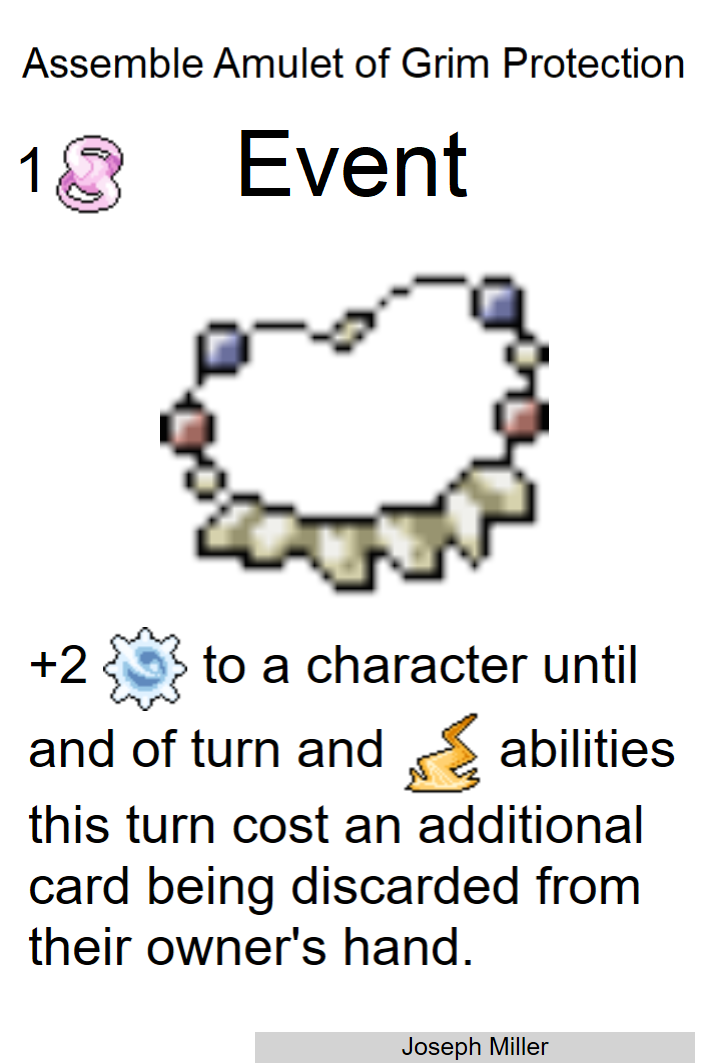 Assemble Amulet of Grim Protection
1
Event
+2 to a character until
and of turn and abilities
this turn cost an additional
card being discarded from
their owner's hand.
Joseph Miller